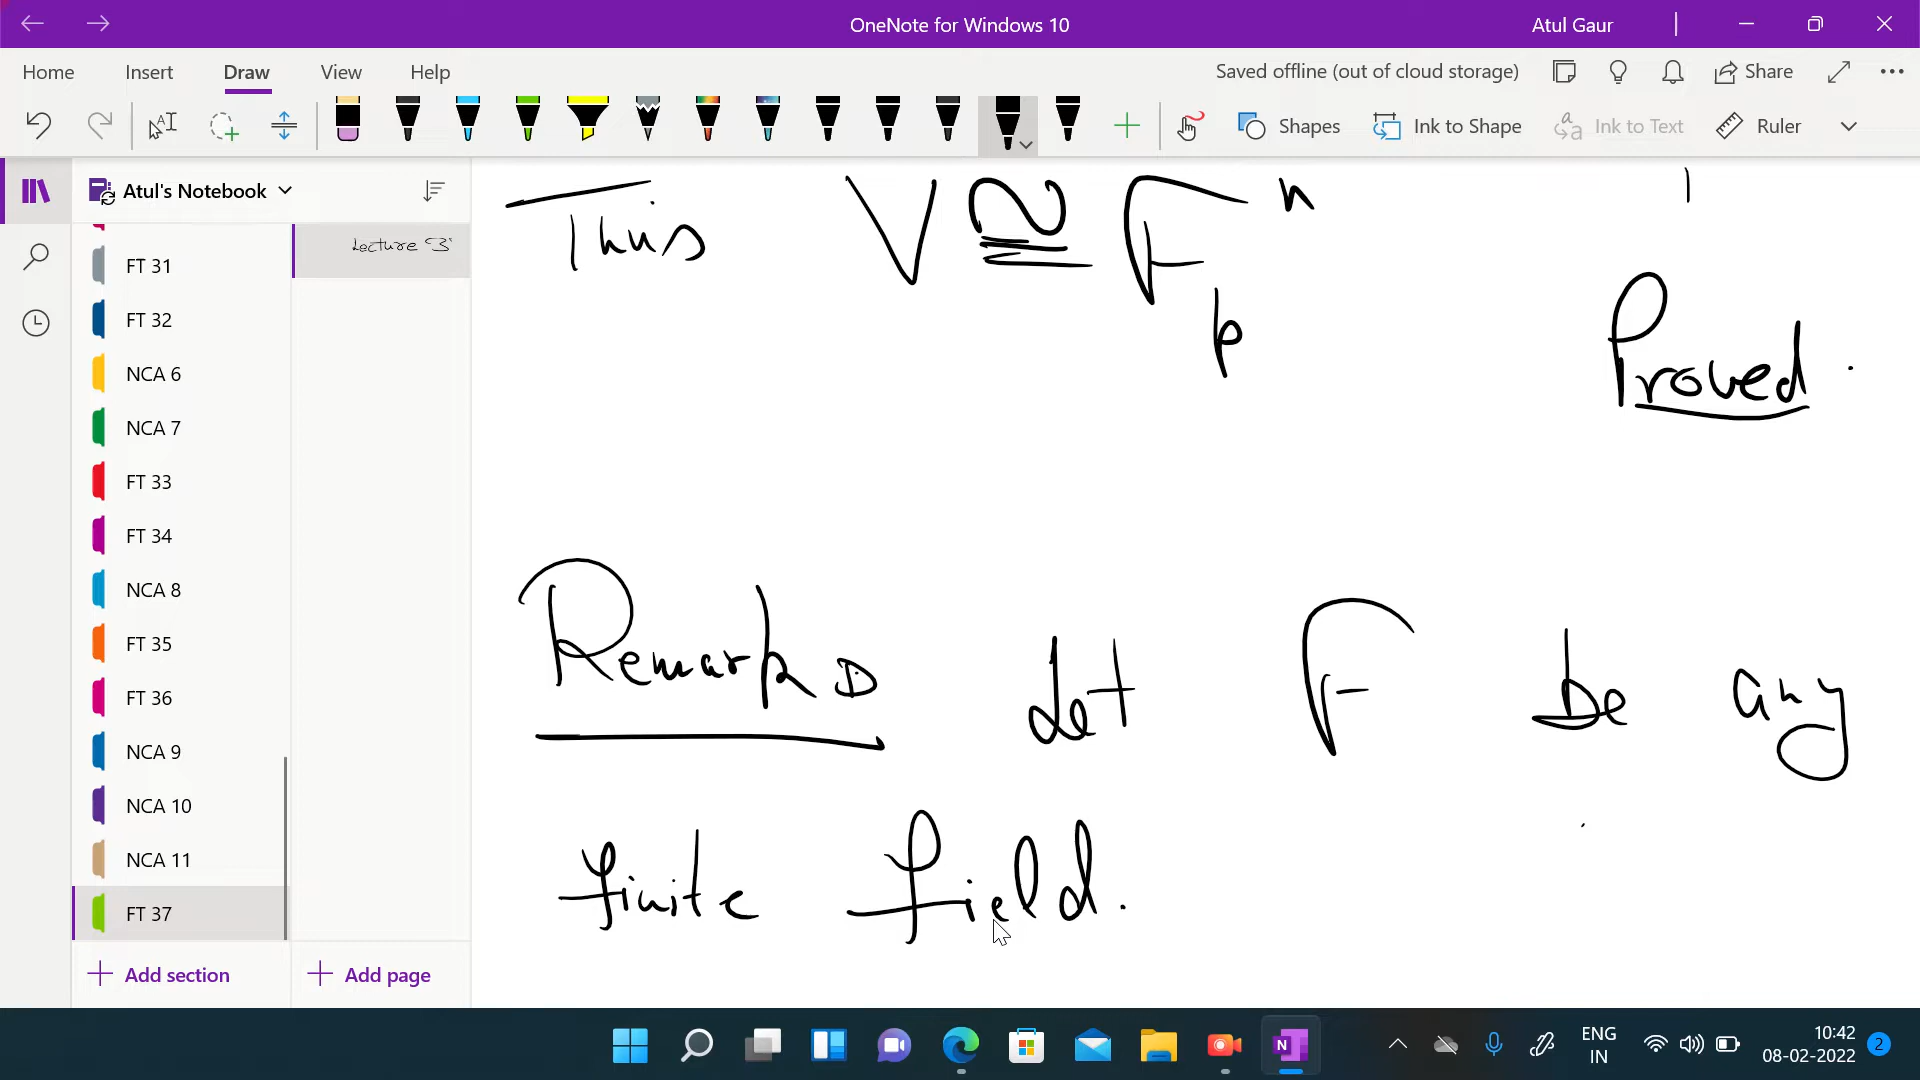 OneNote for Windows 10
Atul Gaur
Home Insert Draw View Help
Saved offline (out of cloud storage)
Share
Shapes
Ink to Shape
Ink to Text
Ruler
Atul's Notebook
FT 31
FT 32
NCA 6
NCA 7
FT 33
FT 34
NCA 8
FT 35
FT 36
NCA 9
NCA 10
NCA 11
FT 37
Add section
Lecture 37
Add page
Thus V ≅ F_p^n
Proved.
Remarks Let F be any
finite field.
ENG
IN
10:42
08-02-2022
2